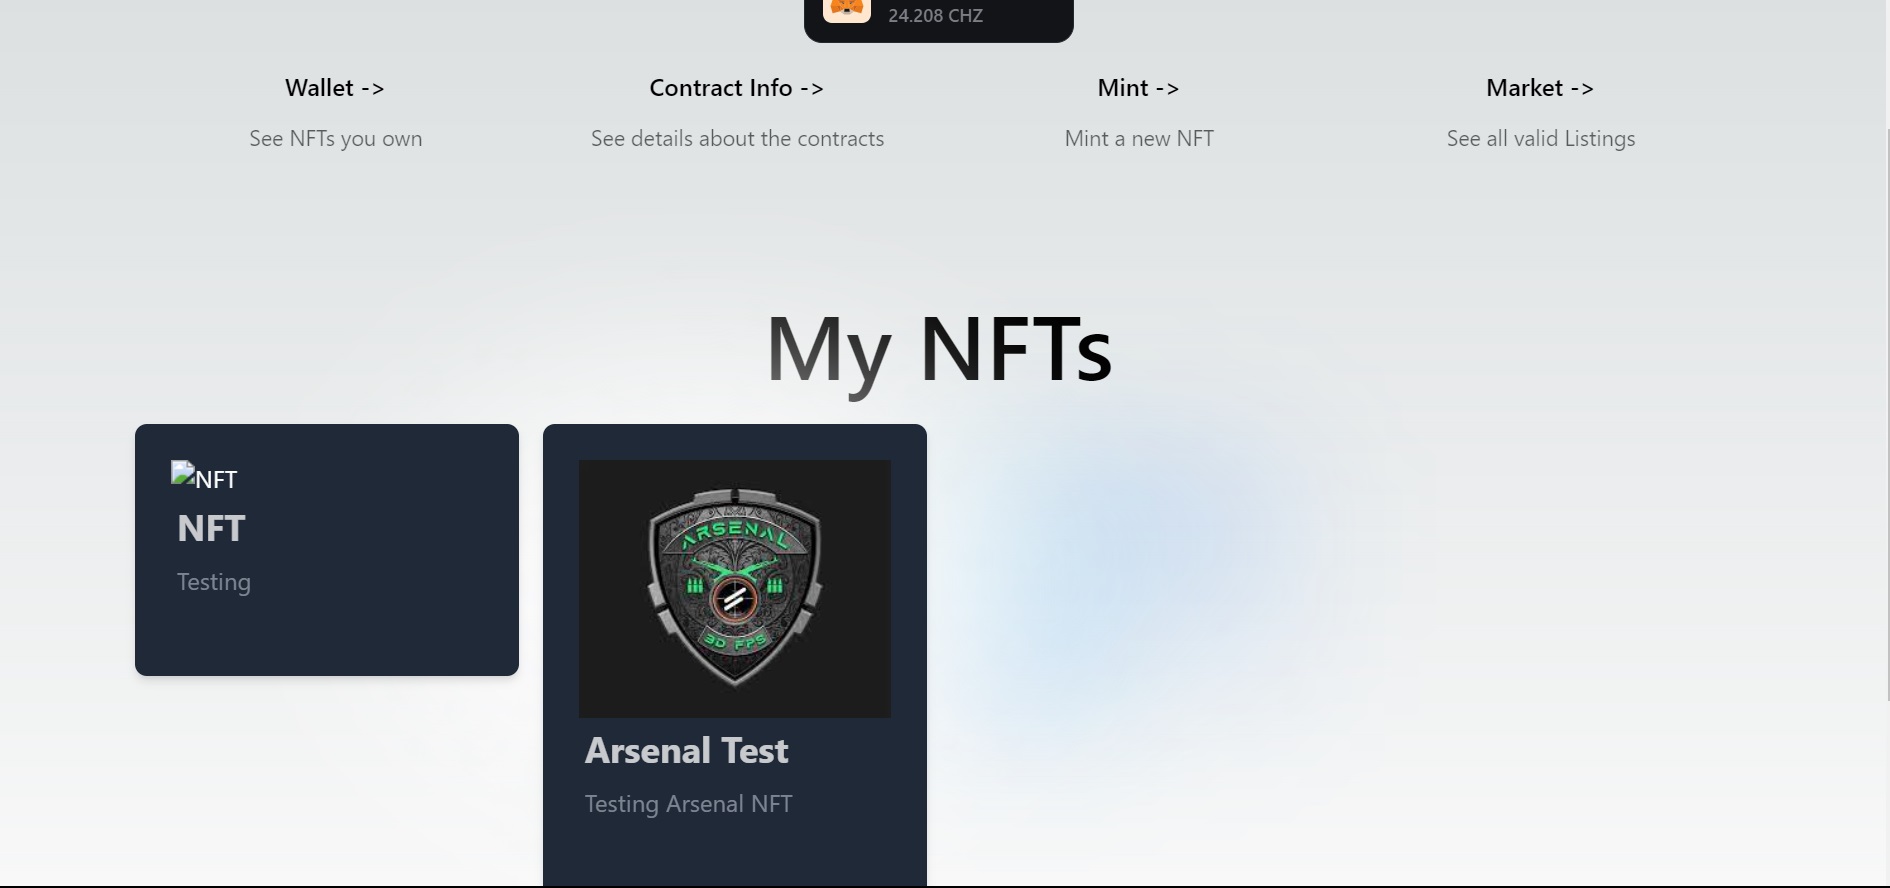 24.208 CHZ
Wallet ->
Contract Info ->
Mint ->
Market ->
See NFTs you own
See details about the contracts
Mint a new NFT
See all valid Listings
My NFTs
NFT
NFT
Testing
ARSENAL
3D FPS
Arsenal Test
Testing Arsenal NFT